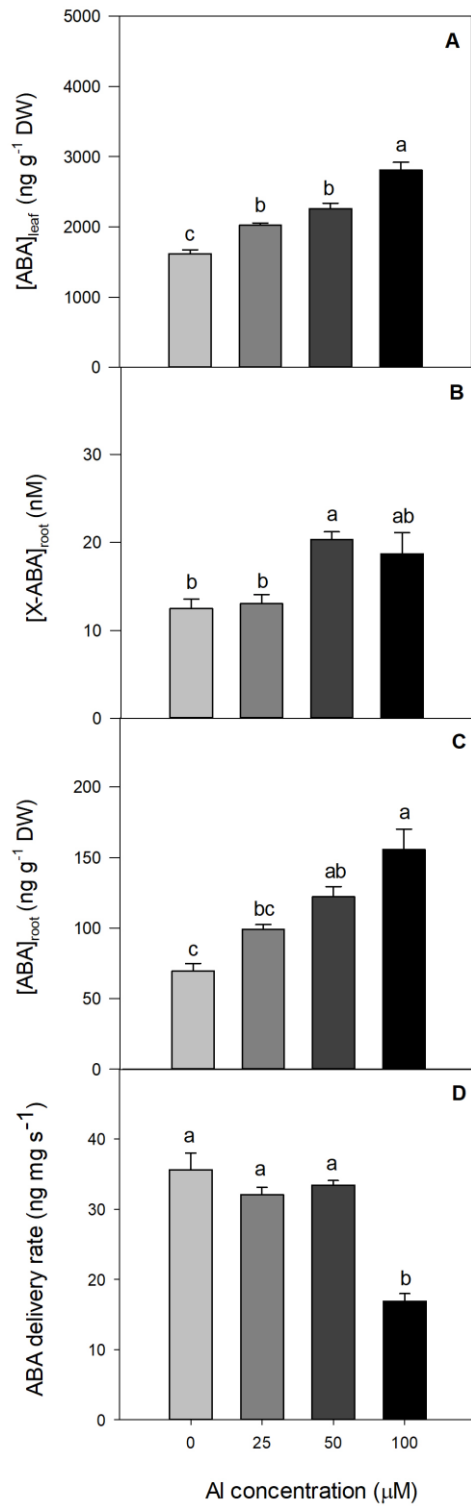 A
5000
4000
3000
2000
1000
0
[ABA]leaf (ng g⁻¹ DW)
c
b
b
a
B
30
20
10
0
[X-ABA]root (nM)
b
b
a
ab
C
200
150
100
50
0
[ABA]root (ng g⁻¹ DW)
c
bc
ab
a
D
40
30
20
10
0
ABA delivery rate (ng mg s⁻¹)
a
a
a
b
0 25 50 100
Al concentration (μM)